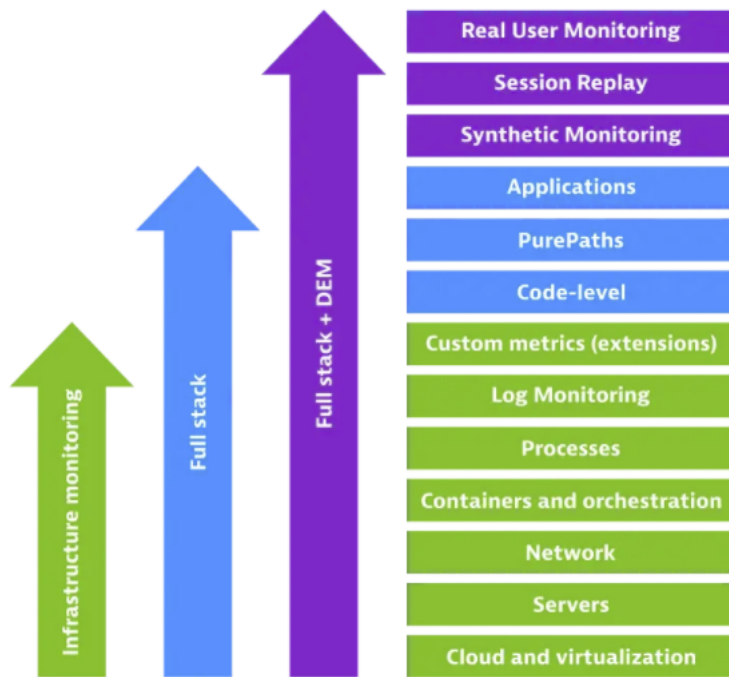 Infrastructure monitoring
Full stack
Full stack + DEM
Real User Monitoring
Session Replay
Synthetic Monitoring
Applications
PurePaths
Code-level
Custom metrics (extensions)
Log Monitoring
Processes
Containers and orchestration
Network
Servers
Cloud and virtualization